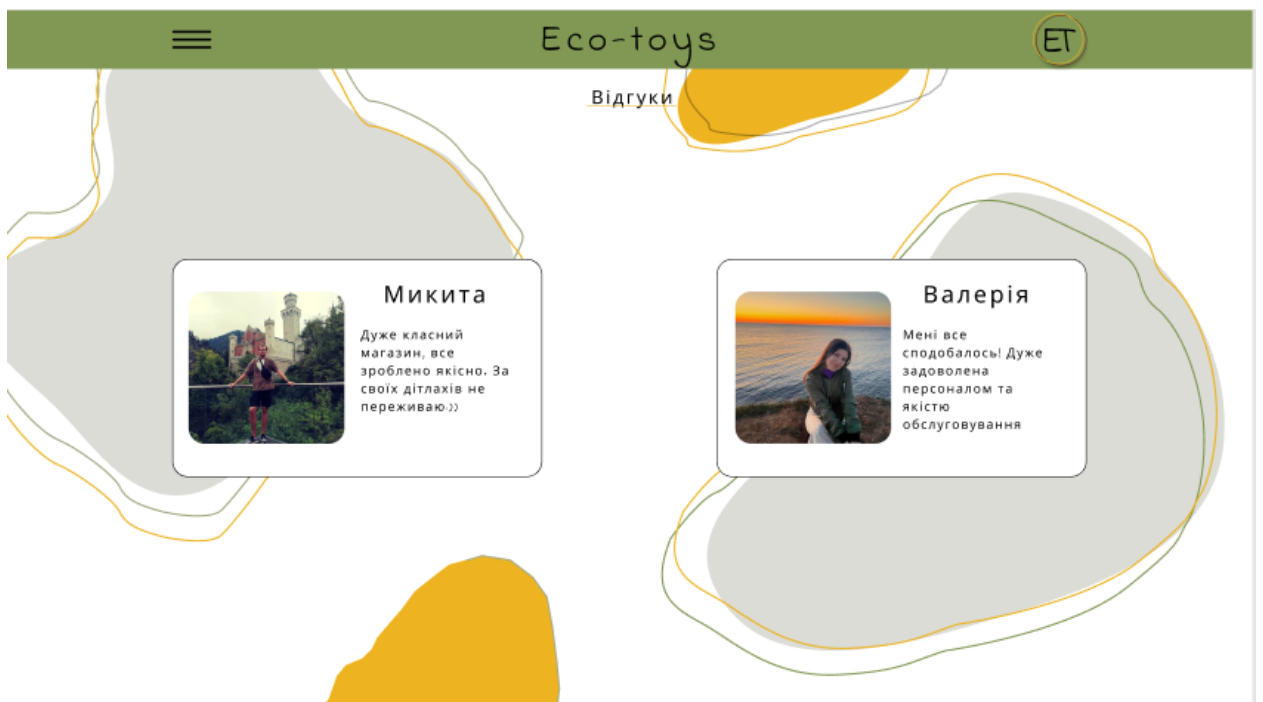 Eco-toys
ET
Відгуки
Микита
Дуже класний
магазин, все
зроблено якісно. За
своїх дітлахів не
переживаю:))
Валерія
Мені все
сподобалось! Дуже
задоволена
персоналом та
якістю
обслуговування